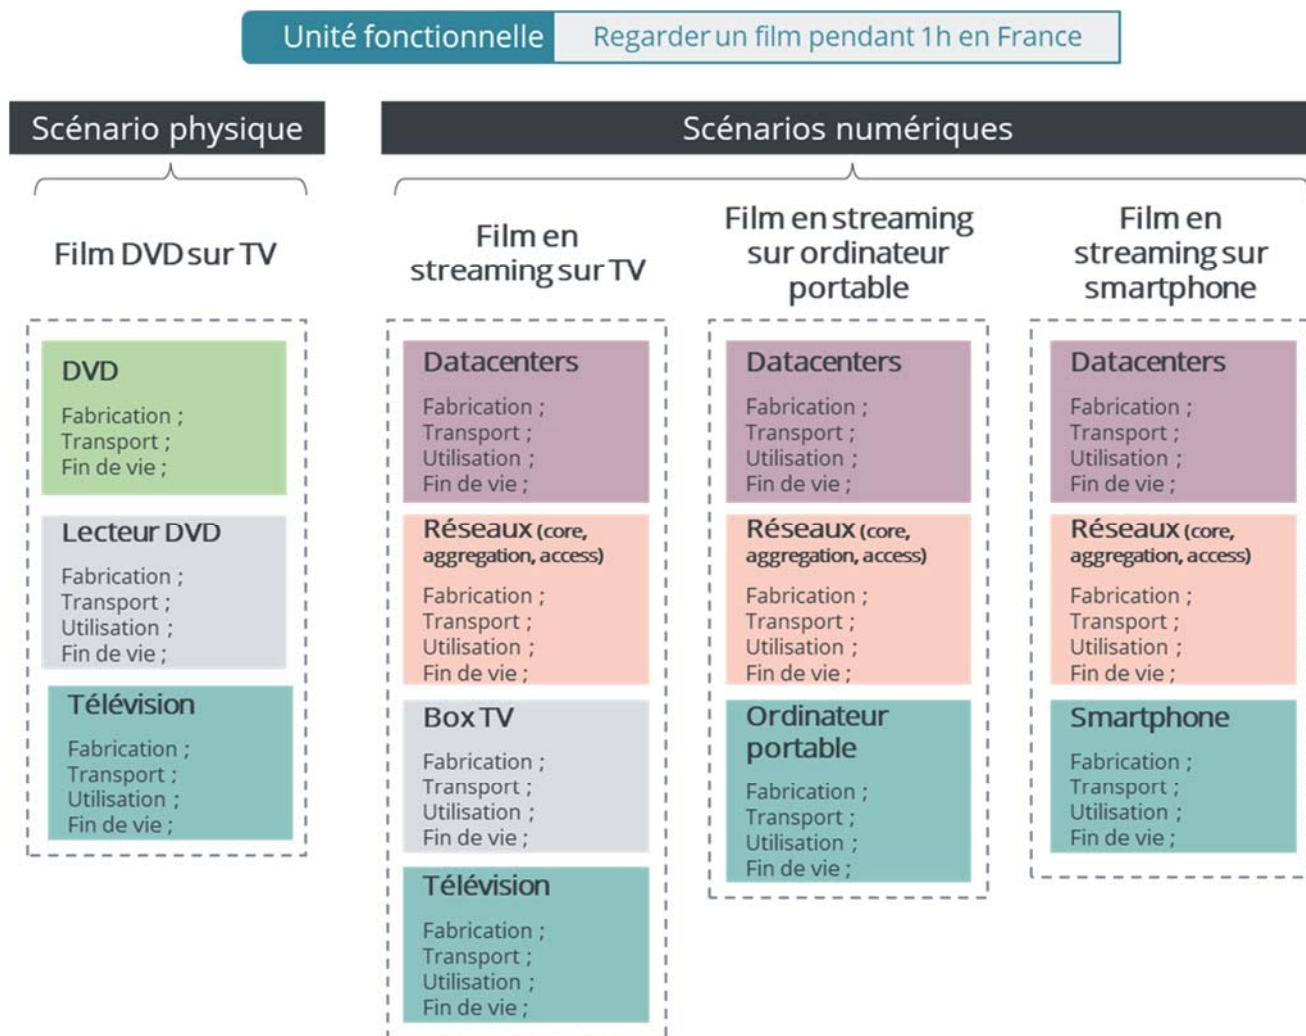 Unité fonctionnelle
Regarder un film pendant 1h en France
Scénario physique
Scénarios numériques
Film DVD sur TV
DVD
Fabrication ;
Transport ;
Fin de vie ;
Lecteur DVD
Fabrication ;
Transport ;
Utilisation ;
Fin de vie ;
Télévision
Fabrication ;
Transport ;
Utilisation ;
Fin de vie ;
Film en
streaming sur TV
Datacenters
Fabrication ;
Transport ;
Utilisation ;
Fin de vie ;
Réseaux (core,
aggregation, access)
Fabrication ;
Transport ;
Utilisation ;
Fin de vie ;
Box TV
Fabrication ;
Transport ;
Utilisation ;
Fin de vie ;
Télévision
Fabrication ;
Transport ;
Utilisation ;
Fin de vie ;
Film en streaming
sur ordinateur
portable
Datacenters
Fabrication ;
Transport ;
Utilisation ;
Fin de vie ;
Réseaux (core,
aggregation, access)
Fabrication ;
Transport ;
Utilisation ;
Fin de vie ;
Ordinateur
portable
Fabrication ;
Transport ;
Utilisation ;
Fin de vie ;
Film en
streaming sur
smartphone
Datacenters
Fabrication ;
Transport ;
Utilisation ;
Fin de vie ;
Réseaux (core,
aggregation, access)
Fabrication ;
Transport ;
Utilisation ;
Fin de vie ;
Smartphone
Fabrication ;
Transport ;
Utilisation ;
Fin de vie ;